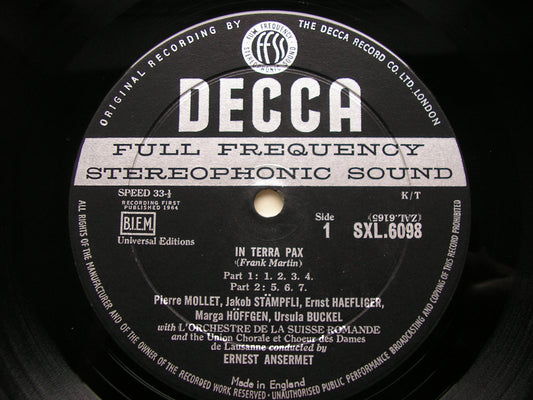 ORIGINAL RECORDING BY THE DECCA RECORD CO. LTD. LONDON
FULL FREQUENCY
ffss
STEREOPHONIC SOUND
DECCA
FULL FREQUENCY
STEREOPHONIC SOUND
SPEED 33⅓
K/T
RECORDING FIRST
PUBLISHED 1964
B.I.E.M.
Universal Editions
Side
1
(ZAL.6165)
SXL.6098
IN TERRA PAX
(Frank Martin)
Part 1: 1. 2. 3. 4.
Part 2: 5. 6. 7.
Pierre MOLLET, Jakob STÄMPFLI, Ernst HAEFLIGER,
Marga HÖFFGEN, Ursula BUCKEL
with L'ORCHESTRE DE LA SUISSE ROMANDE
and the Union Chorale et Choeur des Dames
de Lausanne conducted by
ERNEST ANSERMET
Made in England
ALL RIGHTS OF THE MANUFACTURER AND OF THE OWNER OF THE RECORDED WORK RESERVED · UNAUTHORISED PUBLIC PERFORMANCE BROADCASTING AND COPYING OF THIS RECORD PROHIBITED